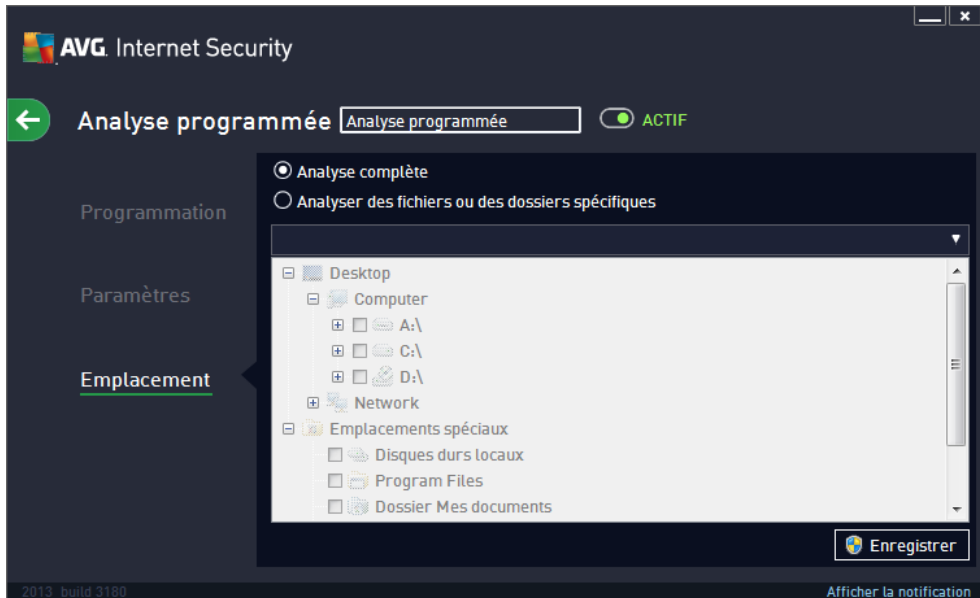 AVG. Internet Security
Analyse programmée Analyse programmée ACTIF
Programmation
Paramètres
Emplacement
Analyse complète
Analyser des fichiers ou des dossiers spécifiques
Desktop
Computer
A:\
C:\
D:\
Network
Emplacements spéciaux
Disques durs locaux
Program Files
Dossier Mes documents
Enregistrer
2013 build 3180
Afficher la notification